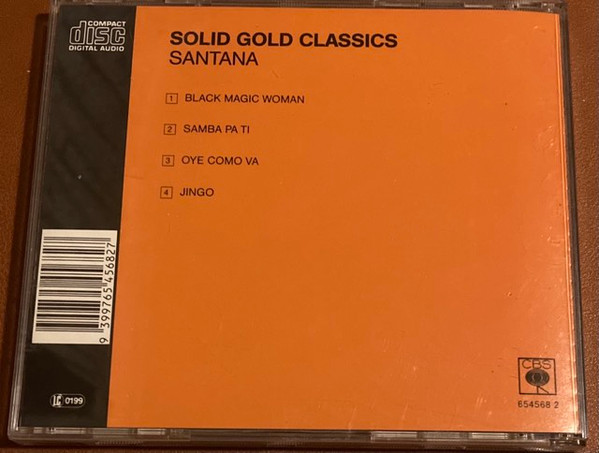 COMPACT
disc
DIGITAL AUDIO
SOLID GOLD CLASSICS
SANTANA
1 BLACK MAGIC WOMAN
2 SAMBA PA TI
3 OYE COMO VA
4 JINGO
9 399765 456827
LC 0199
CBS
654568 2